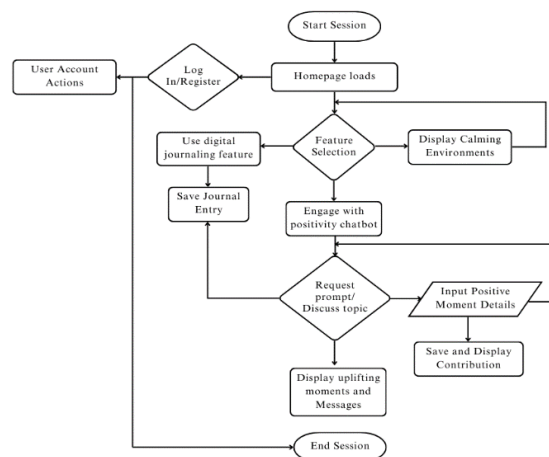 Start Session
Log
In/Register
User Account
Actions
Homepage loads
Use digital
journaling feature
Feature
Selection
Display Calming
Environments
Save Journal
Entry
Engage with
positivity chatbot
Request
prompt/
Discuss topic
Input Positive
Moment Details
Save and Display
Contribution
Display uplifting
moments and
Messages
End Session